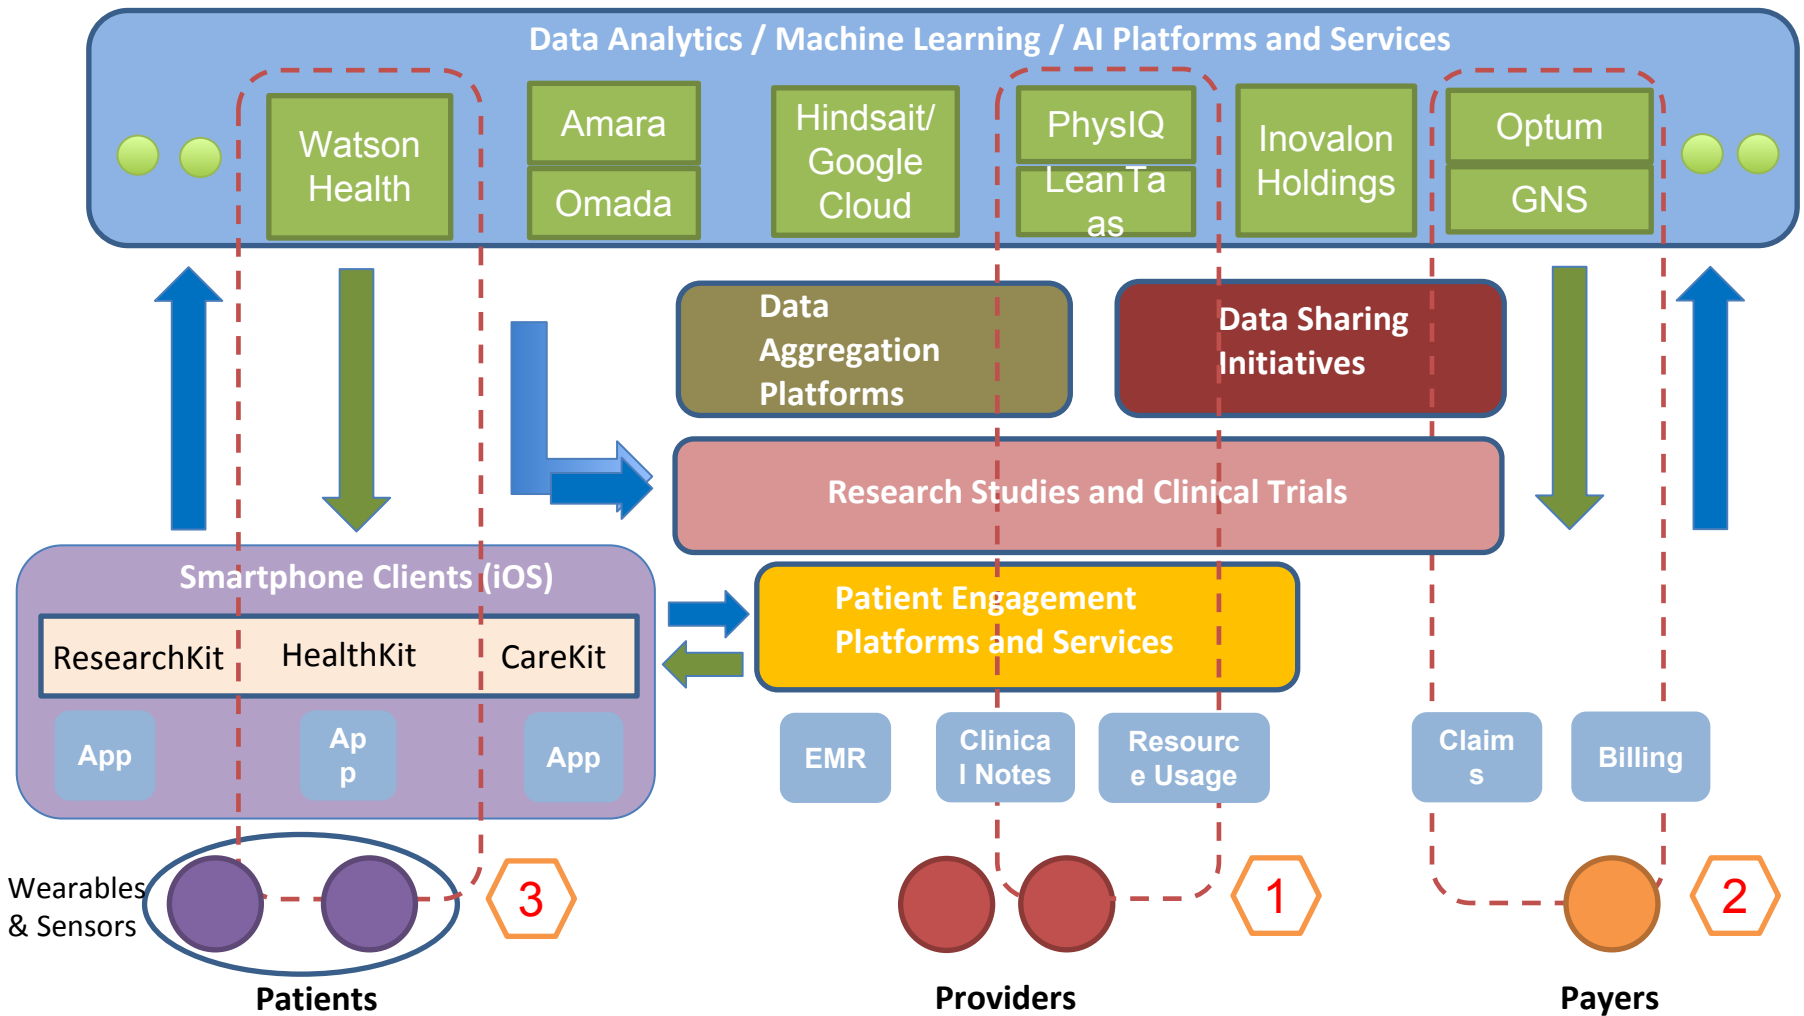 Data Analytics / Machine Learning / AI Platforms and Services
Watson
Health
Amara
Omada
Hindsait/
Google
Cloud
PhysIQ
LeanTa
as
Inovalon
Holdings
Optum
GNS
Data
Aggregation
Platforms
Data Sharing
Initiatives
Research Studies and Clinical Trials
Smartphone Clients (iOS)
ResearchKit
HealthKit
CareKit
App
Ap
p
App
Patient Engagement
Platforms and Services
EMR
Clinica
l Notes
Resourc
e Usage
Claim
s
Billing
Wearables
& Sensors
3
1
2
Patients
Providers
Payers